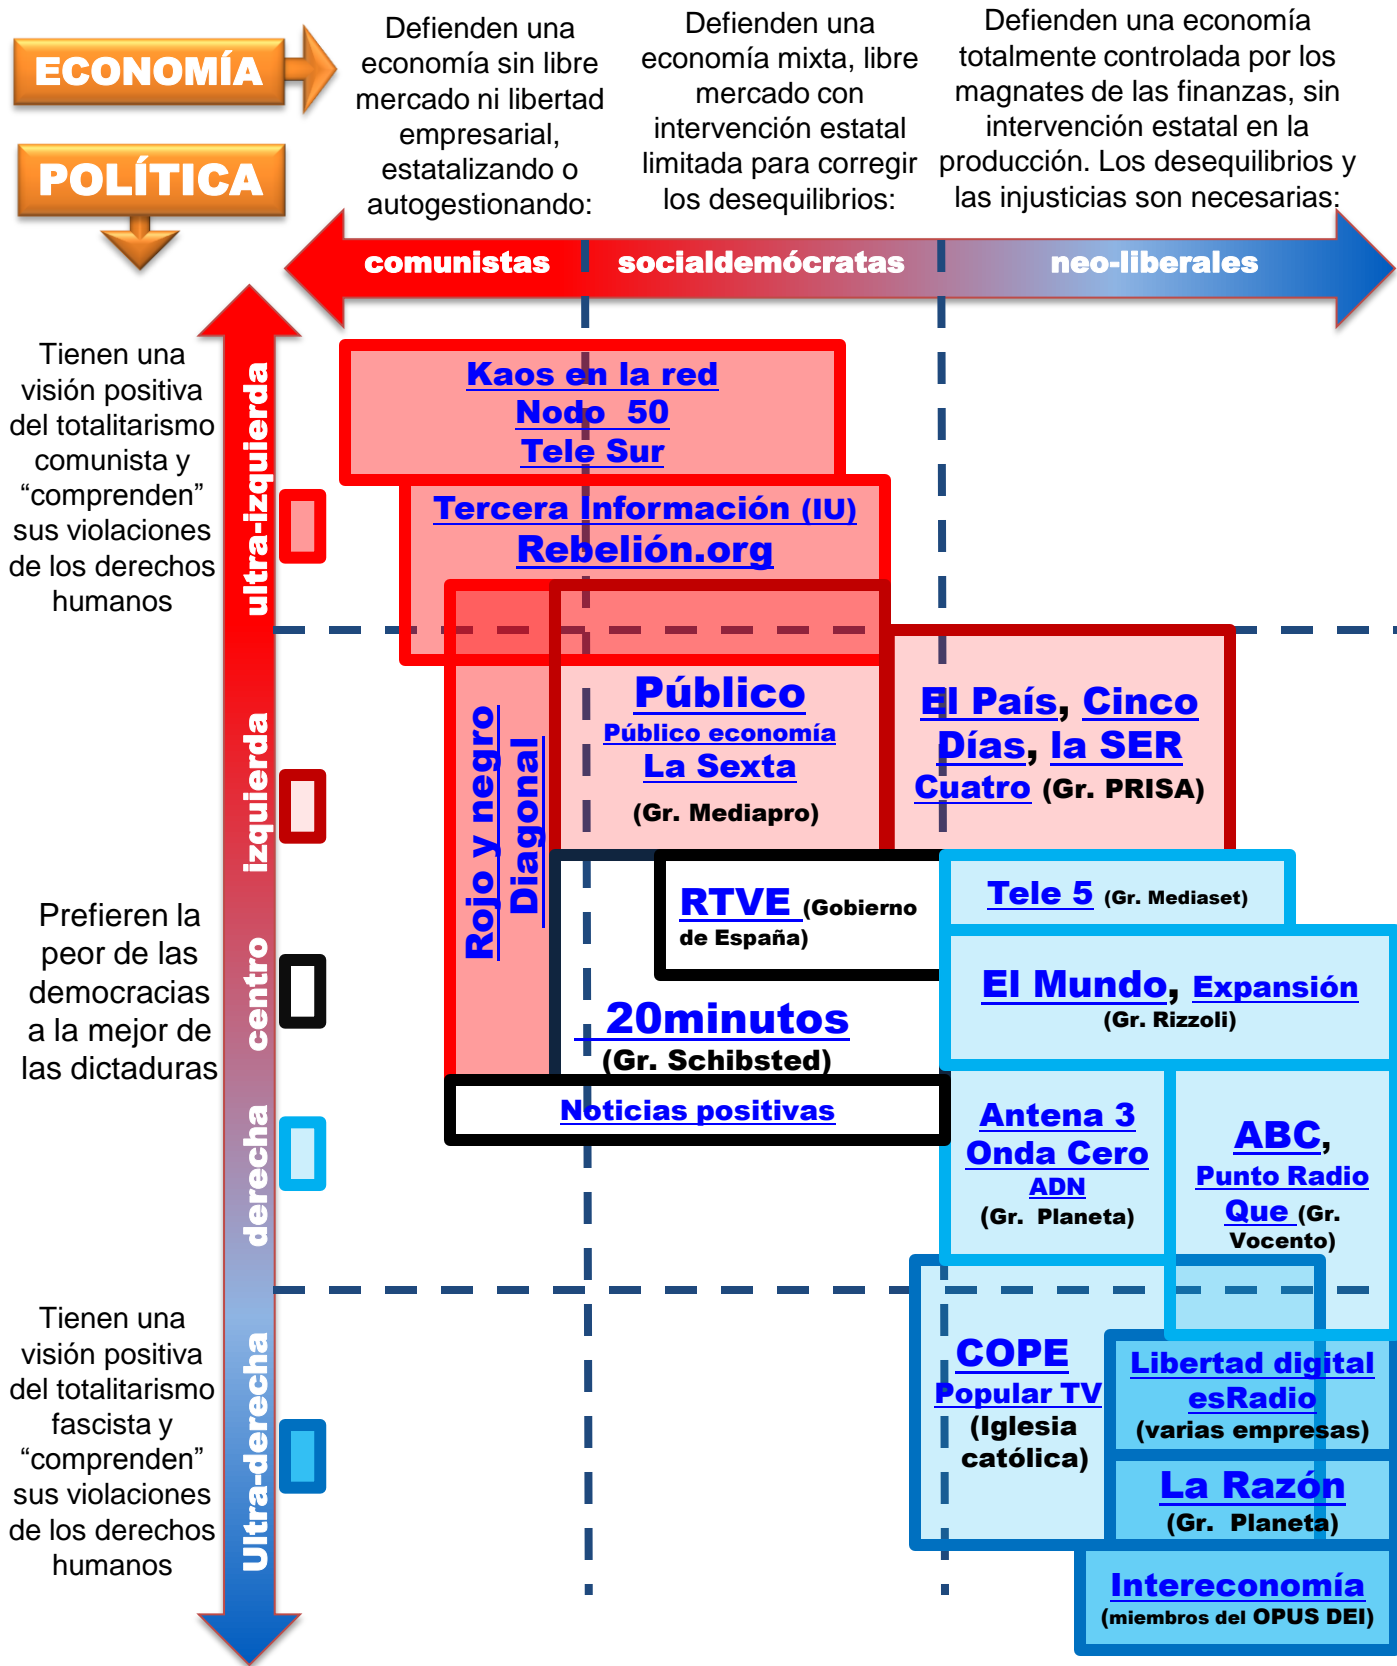 ECONOMÍA
POLÍTICA
Defienden una
economía sin libre
mercado ni libertad
empresarial,
estatalizando o
autogestionando:
Defienden una
economía mixta, libre
mercado con
intervención estatal
limitada para corregir
los desequilibrios:
Defienden una economía
totalmente controlada por los
magnates de las finanzas, sin
intervención estatal en la
producción. Los desequilibrios y
las injusticias son necesarias:
comunistas
socialdemócratas
neo-liberales
Tienen una
visión positiva
del totalitarismo
comunista y
“comprenden”
sus violaciones
de los derechos
humanos
Prefieren la
peor de las
democracias
a la mejor de
las dictaduras
Tienen una
visión positiva
del totalitarismo
fascista y
“comprenden”
sus violaciones
de los derechos
humanos
ultra-izquierda
izquierda
centro
derecha
Ultra-derecha
Kaos en la red
Nodo 50
Tele Sur
Tercera Información (IU)
Rebelión.org
Rojo y negro
Diagonal
Público
Público economía
La Sexta
(Gr. Mediapro)
El País, Cinco
Días, la SER
Cuatro (Gr. PRISA)
RTVE (Gobierno
de España)
20minutos
(Gr. Schibsted)
Noticias positivas
Tele 5 (Gr. Mediaset)
El Mundo, Expansión
(Gr. Rizzoli)
Antena 3
Onda Cero
ADN
(Gr. Planeta)
ABC,
Punto Radio
Que (Gr.
Vocento)
COPE
Popular TV
(Iglesia
católica)
Libertad digital
esRadio
(varias empresas)
La Razón
(Gr. Planeta)
Intereconomía
(miembros del OPUS DEI)